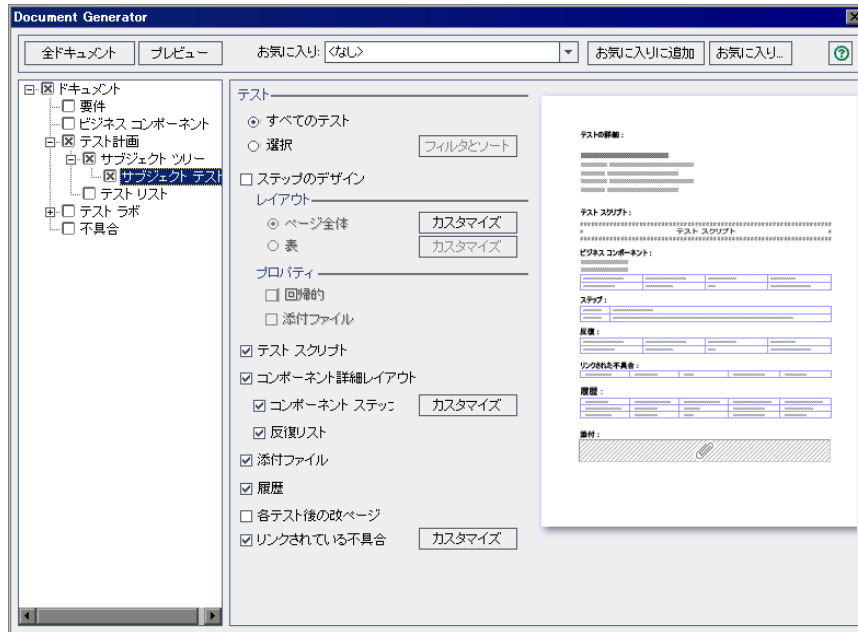 Document Generator
全ドキュメント プレビュー お気に入り: <なし> お気に入りに追加 お気に入り...
ドキュメント
要件
ビジネス コンポーネント
テスト計画
サブジェクト ツリー
サブジェクト テスト
テスト リスト
テスト ラボ
不具合
テスト
すべてのテスト
選択 フィルタとソート
ステップのデザイン
レイアウト
ページ全体 カスタマイズ
表 カスタマイズ
プロパティ
回帰的
添付ファイル
テスト スクリプト
コンポーネント詳細レイアウト
コンポーネント ステップ カスタマイズ
反復リスト
添付ファイル
履歴
各テスト後の改ページ
リンクされている不具合 カスタマイズ
テストの詳細 :
テスト スクリプト :
テスト スクリプト
ビジネス コンポーネント :
ステップ :
反復 :
リンクされた不具合 :
履歴 :
添付 :